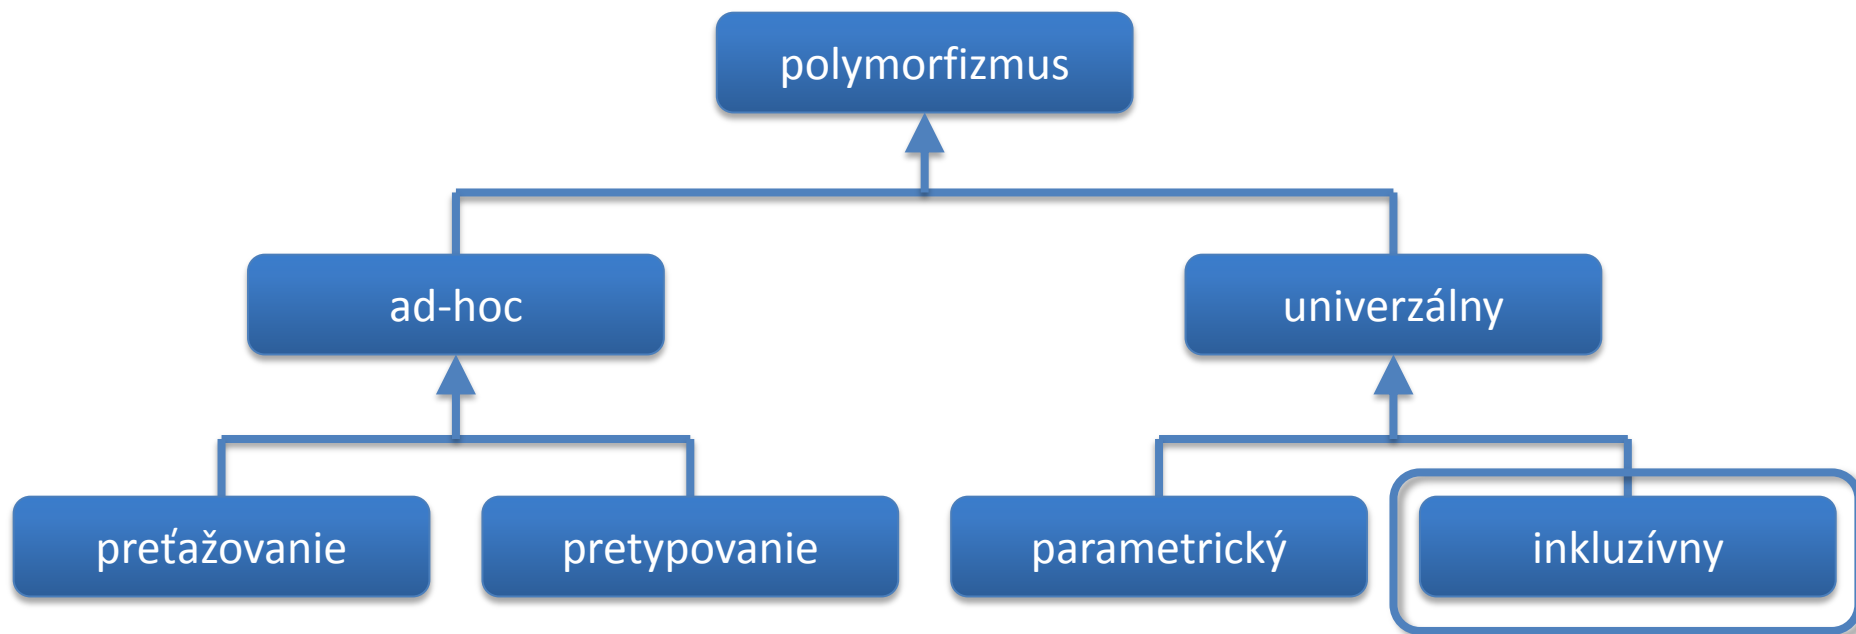 polymorfizmus
ad-hoc
univerzálny
preťažovanie
pretypovanie
parametrický
inkluzívny